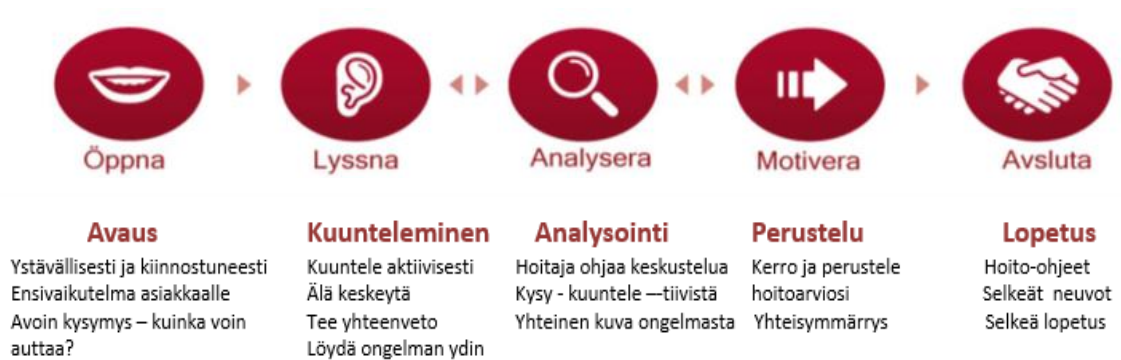 Öppna
Lyssna
Analysera
Motivera
Avsluta
Avaus
Ystävällisesti ja kiinnostuneesti
Ensivaikutelma asiakkaalle
Avoin kysymys – kuinka voin
auttaa?
Kuunteleminen
Kuuntele aktiivisesti
Älä keskeytä
Tee yhteenveto
Löydä ongelman ydin
Analysointi
Hoitaja ohjaa keskustelua
Kysy - kuuntele –-tiivistä
Yhteinen kuva ongelmasta
Perustelu
Kerro ja perustele
hoitoarviosi
Yhteisymmärrys
Lopetus
Hoito-ohjeet
Selkeät neuvot
Selkeä lopetus